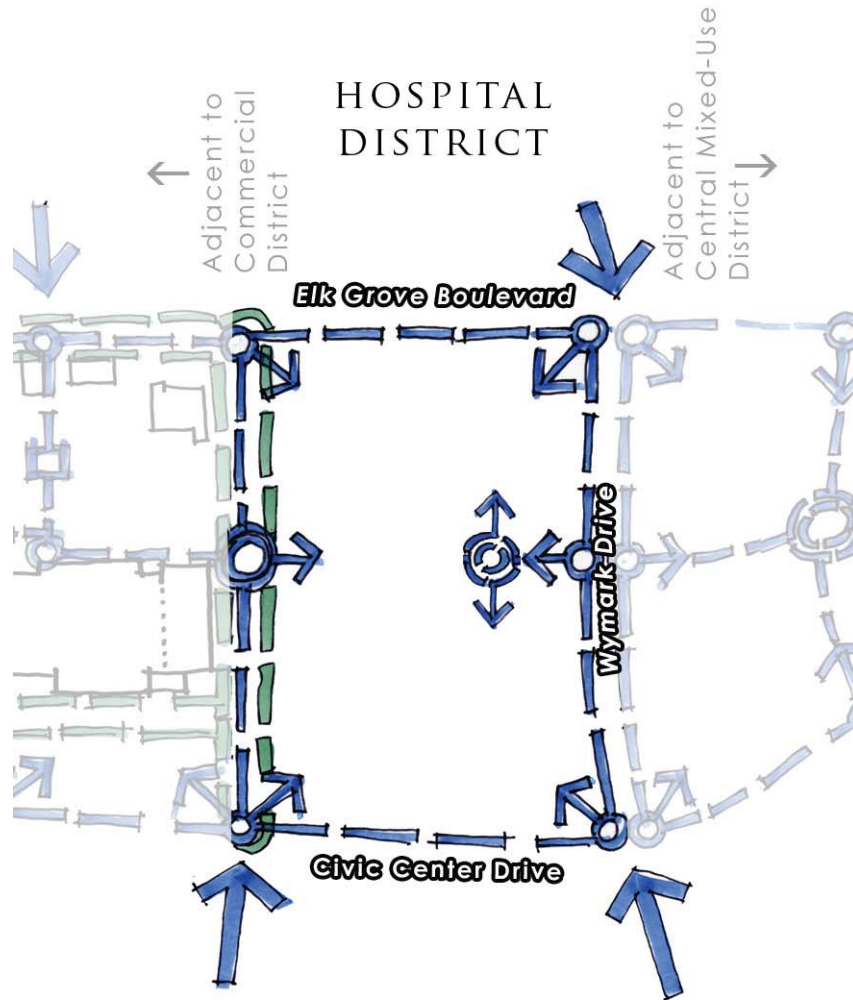 HOSPITAL
DISTRICT
Adjacent to
Commercial
District
Adjacent to
Central Mixed-Use
District
Elk Grove Boulevard
Wymark Drive
Civic Center Drive